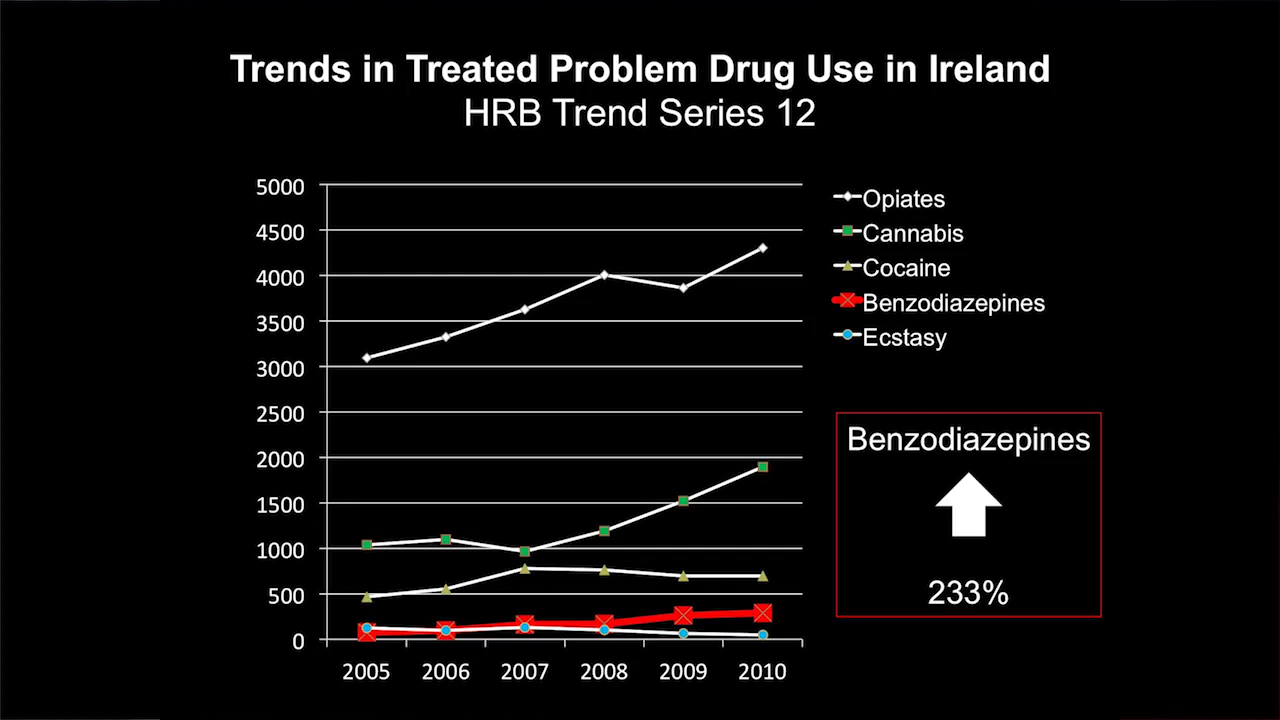 Trends in Treated Problem Drug Use in Ireland
HRB Trend Series 12
5000
4500
4000
3500
3000
2500
2000
1500
1000
500
0
2005 2006 2007 2008 2009 2010
Opiates
Cannabis
Cocaine
Benzodiazepines
Ecstasy
Benzodiazepines
233%